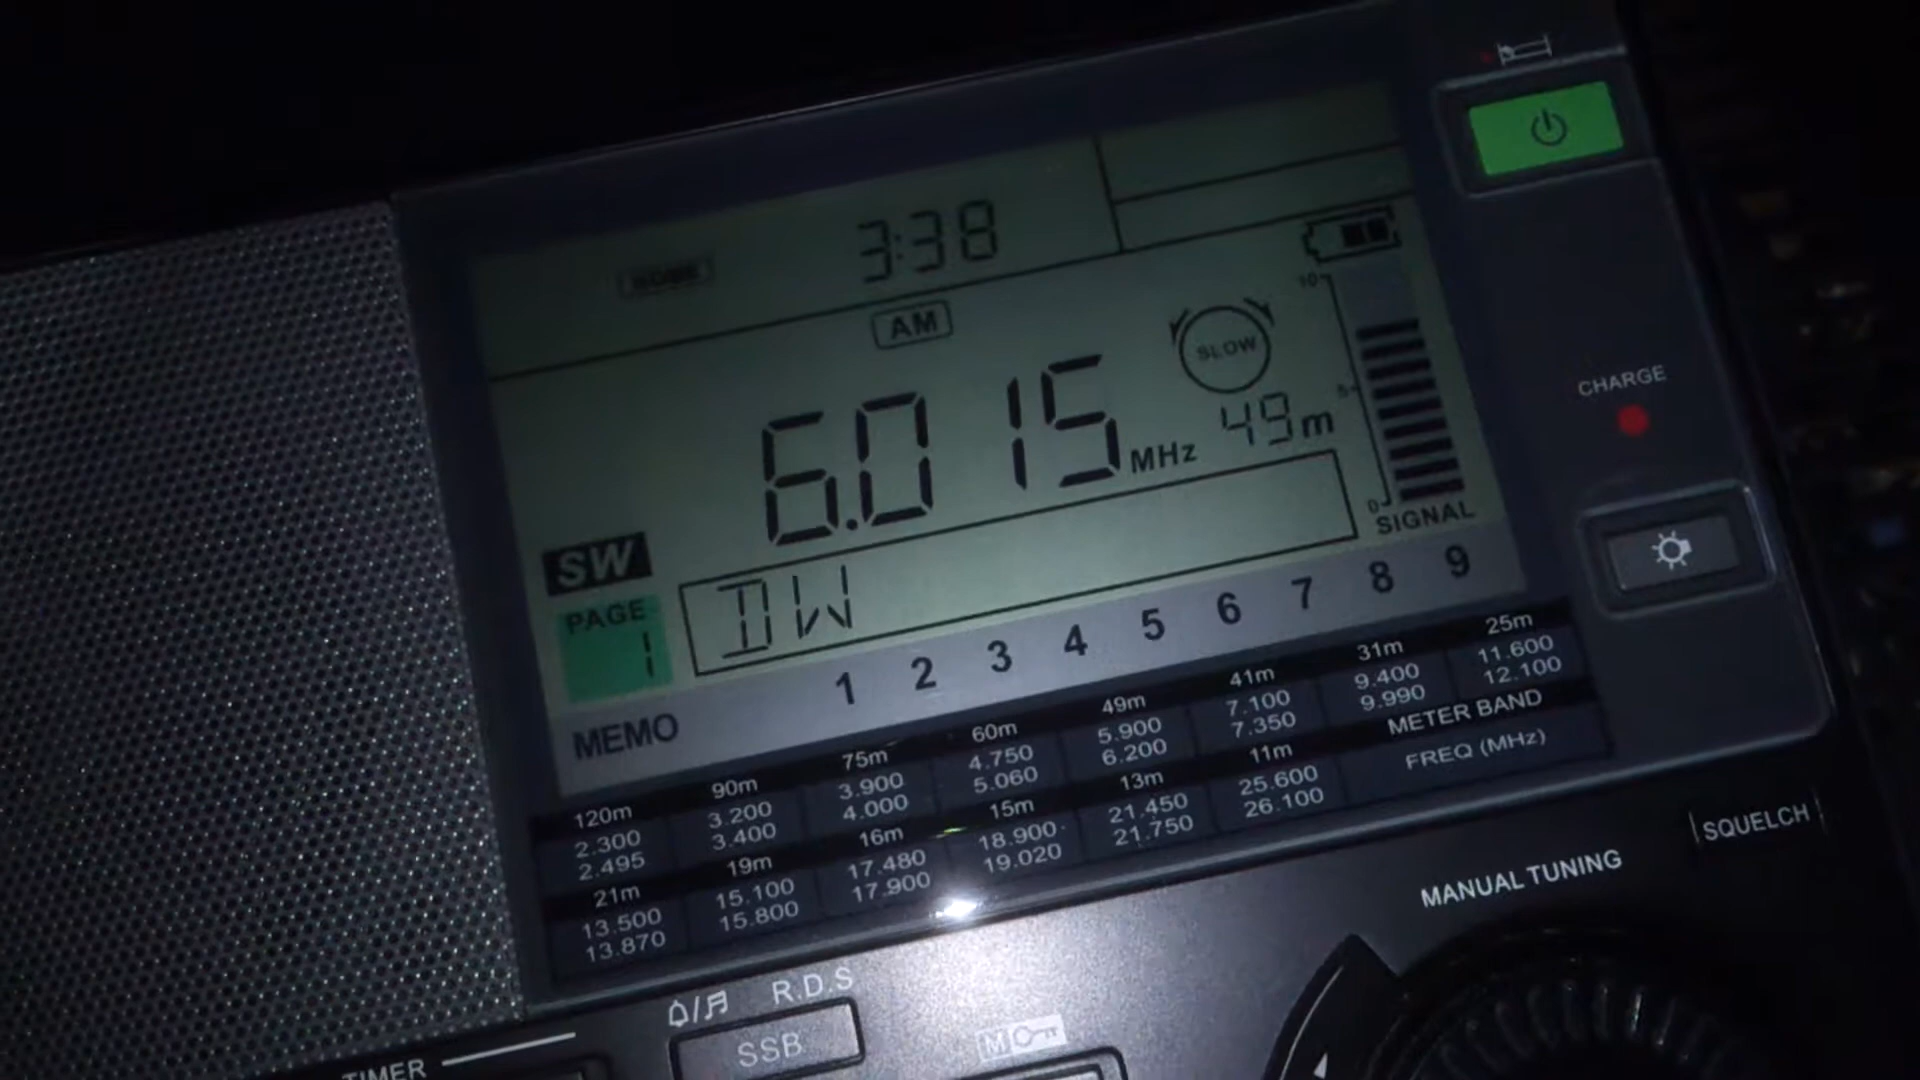 HOME
3:38
AM
SLOW
10
6.015 MHz
49m
5
0
SIGNAL
SW
PAGE
1
DW
MEMO
1 2 3 4 5 6 7 8 9
120m 90m 75m 60m 49m 41m 31m 25m
2.300 3.200 3.900 4.750 5.900 7.100 9.400 11.600
2.495 3.400 4.000 5.060 6.200 7.350 9.990 12.100
21m 19m 16m 15m 13m 11m METER BAND
13.500 15.100 17.480 18.900 21.450 25.600 FREQ (MHz)
13.870 15.800 17.900 19.020 21.750 26.100
CHARGE
SQUELCH
MANUAL TUNING
R.D.S
SSB
M
TIMER